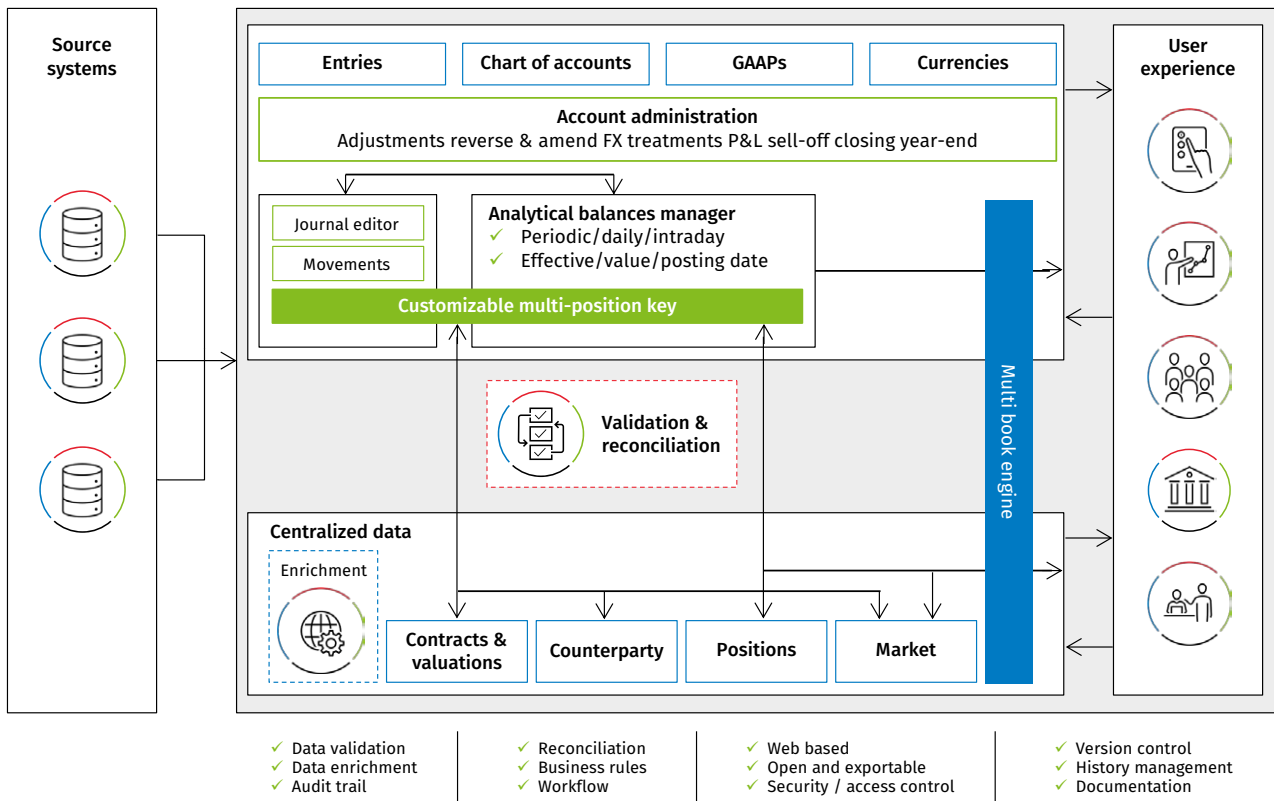 Source
systems
Entries
Chart of accounts
GAAPs
Currencies
Account administration
Adjustments reverse & amend FX treatments P&L sell-off closing year-end
Journal editor
Movements
Analytical balances manager
Periodic/daily/intraday
Effective/value/posting date
Customizable multi-position key
Validation &
reconciliation
Multi book engine
Centralized data
Enrichment
Contracts &
valuations
Counterparty
Positions
Market
User
experience
Data validation
Data enrichment
Audit trail
Reconciliation
Business rules
Workflow
Web based
Open and exportable
Security / access control
Version control
History management
Documentation